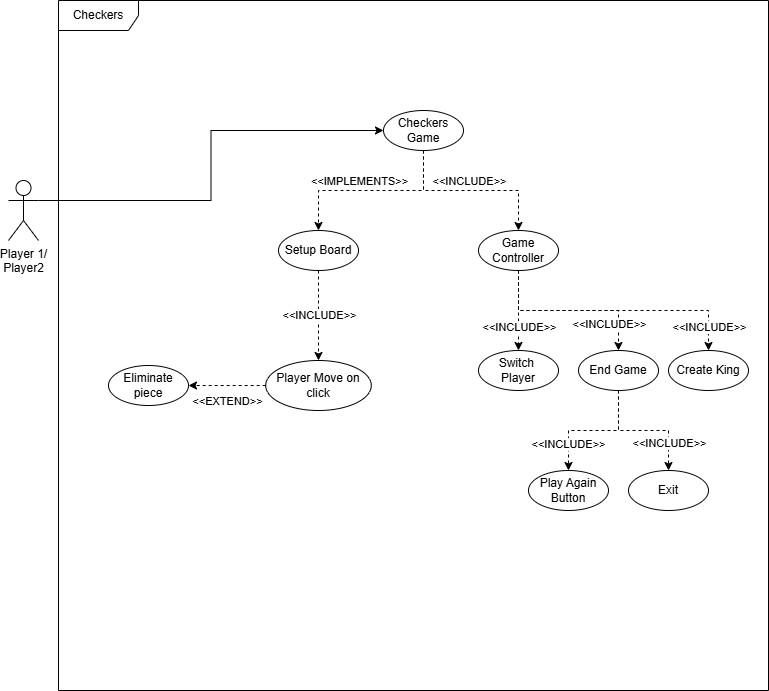 Checkers
Checkers
Game
<<IMPLEMENTS>>
<<INCLUDE>>
Player 1/
Player2
Setup Board
Game
Controller
<<INCLUDE>>
<<INCLUDE>>
<<INCLUDE>>
<<INCLUDE>>
Eliminate
piece
<<EXTEND>>
Player Move on
click
Switch
Player
End Game
Create King
<<INCLUDE>>
<<INCLUDE>>
Play Again
Button
Exit